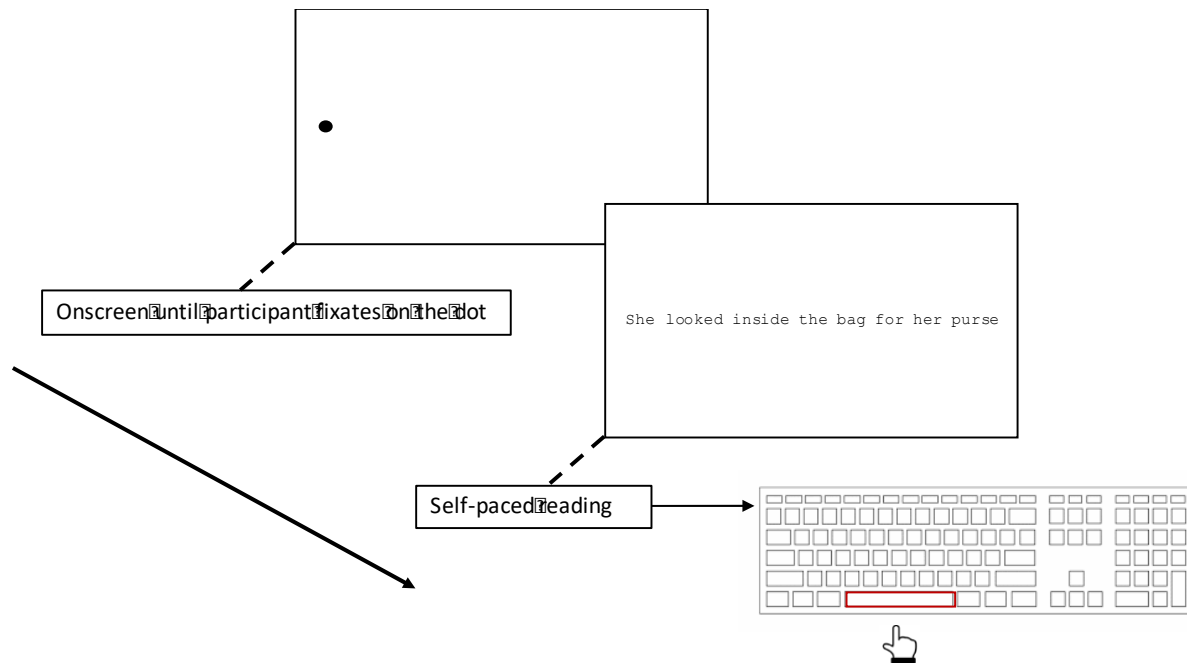 Onscreen until participant fixates on the dot
She looked inside the bag for her purse
Self-paced reading